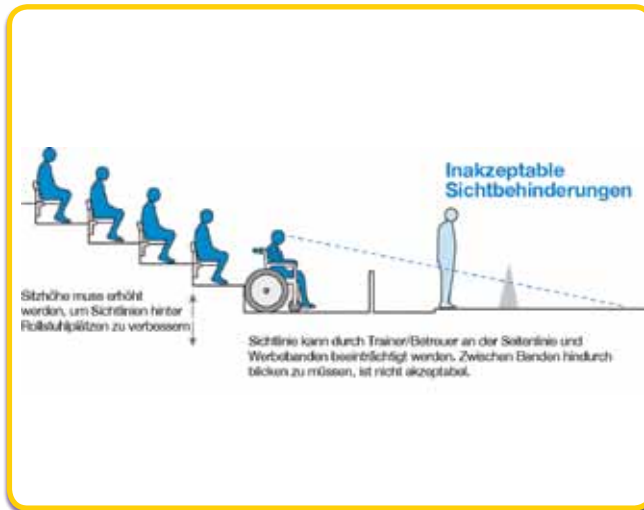 Inakzeptable
Sichtbehinderungen
Sitzhöhe muss erhöht
werden, um Sichtlinien hinter
Rollstuhlplätzen zu verbessern
Sichtlinie kann durch Trainer/Betreuer an der Seitenlinie und
Werbebanden beeinträchtigt werden. Zwischen Banden hindurch
blicken zu müssen, ist nicht akzeptabel.